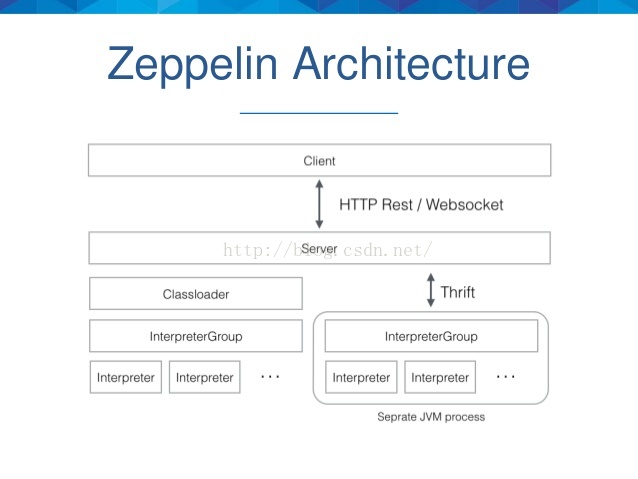 Zeppelin Architecture
Client
HTTP Rest / Websocket
Server
http://blog.csdn.net/
Classloader
Thrift
InterpreterGroup
InterpreterGroup
Interpreter Interpreter ...
Interpreter Interpreter ...
Seprate JVM process